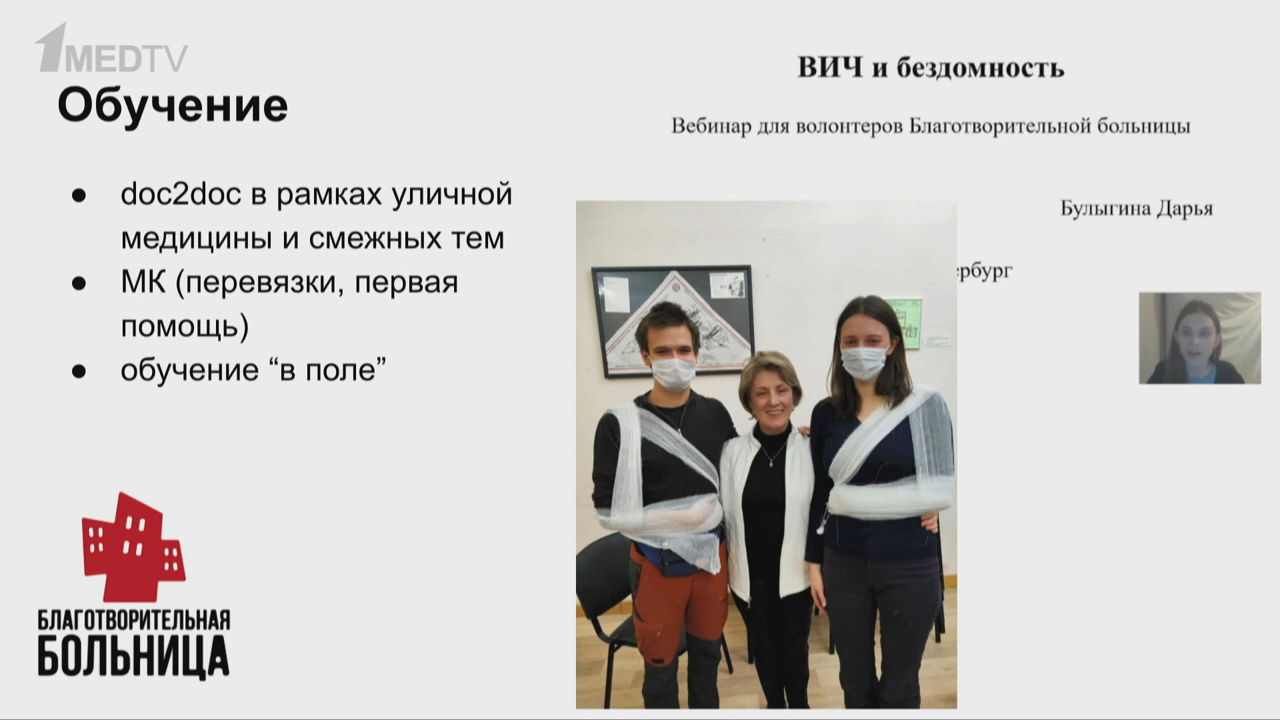 1MEDTV
Обучение
● doc2doc в рамках уличной
медицины и смежных тем
● МК (перевязки, первая
помощь)
● обучение “в поле”
БЛАГОТВОРИТЕЛЬНАЯ
БОЛЬНИЦА
ВИЧ и бездомность
Вебинар для волонтеров Благотворительной больницы
Булыгина Дарья
ербург